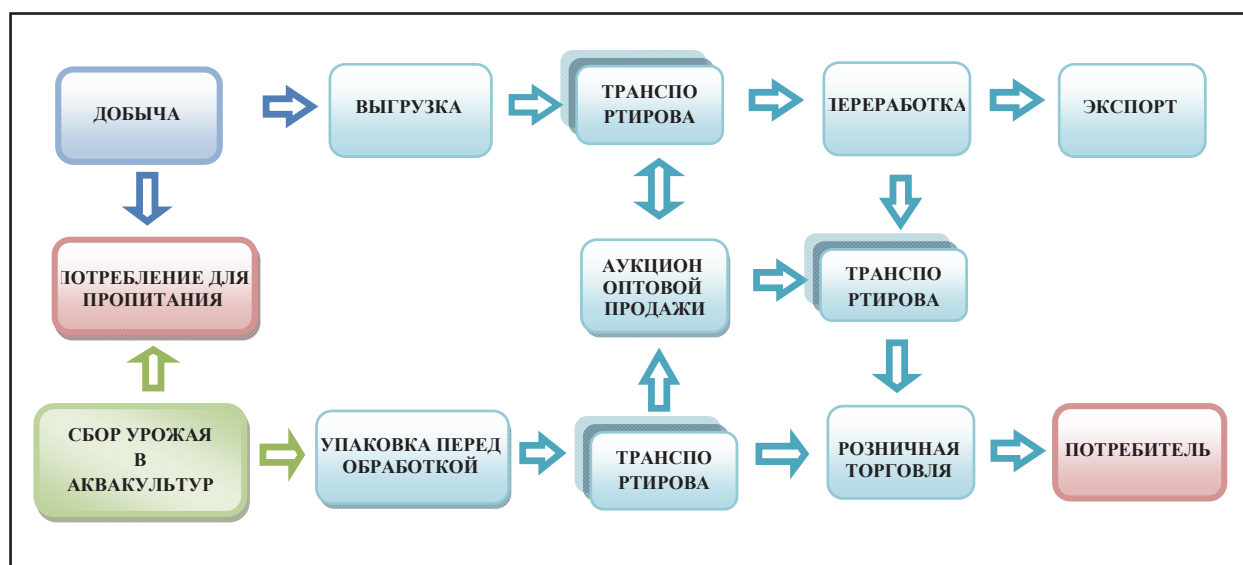 ДОБЫЧА
ВЫГРУЗКА
ТРАНСПО
РТИРОВА
ПЕРЕРАБОТКА
ЭКСПОРТ
ПОТРЕБЛЕНИЕ ДЛЯ
ПРОПИТАНИЯ
АУКЦИОН
ОПТОВОЙ
ПРОДАЖИ
ТРАНСПО
РТИРОВА
СБОР УРОЖАЯ
В
АКВАКУЛЬТУР
УПАКОВКА ПЕРЕД
ОБРАБОТКОЙ
ТРАНСПО
РТИРОВА
РОЗНИЧНАЯ
ТОРГОВЛЯ
ПОТРЕБИТЕЛЬ